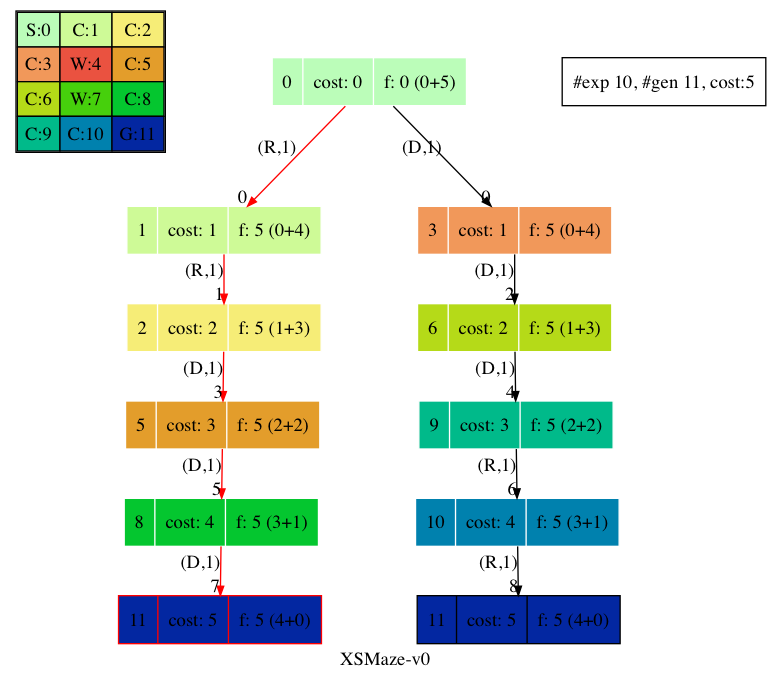 S:0 C:1 C:2
C:3 W:4 C:5
C:6 W:7 C:8
C:9 C:10 G:11
0 cost: 0 f: 0 (0+5)
#exp 10, #gen 11, cost:5
(R,1) (D,1)
0 0
1 cost: 1 f: 5 (0+4) 3 cost: 1 f: 5 (0+4)
(R,1) (D,1)
1 2
2 cost: 2 f: 5 (1+3) 6 cost: 2 f: 5 (1+3)
(D,1) (D,1)
3 4
5 cost: 3 f: 5 (2+2) 9 cost: 3 f: 5 (2+2)
(D,1) (R,1)
5 6
8 cost: 4 f: 5 (3+1) 10 cost: 4 f: 5 (3+1)
(D,1) (R,1)
7 8
11 cost: 5 f: 5 (4+0) 11 cost: 5 f: 5 (4+0)
XSMaze-v0